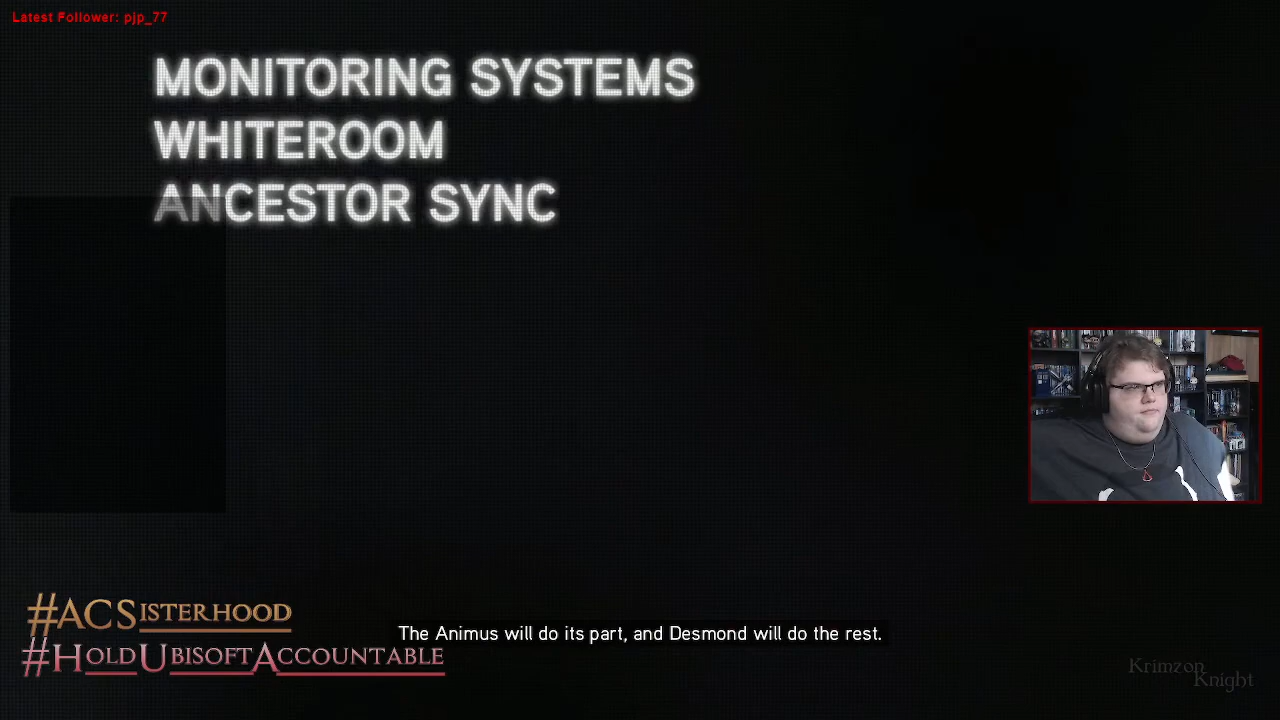 Latest Follower: pjp_77
MONITORING SYSTEMS
WHITEROOM
ANCESTOR SYNC
#ACSISTERHOOD
The Animus will do its part, and Desmond will do the rest.
#HOLDUBISOFTACCOUNTABLE
Krimzon
Knight